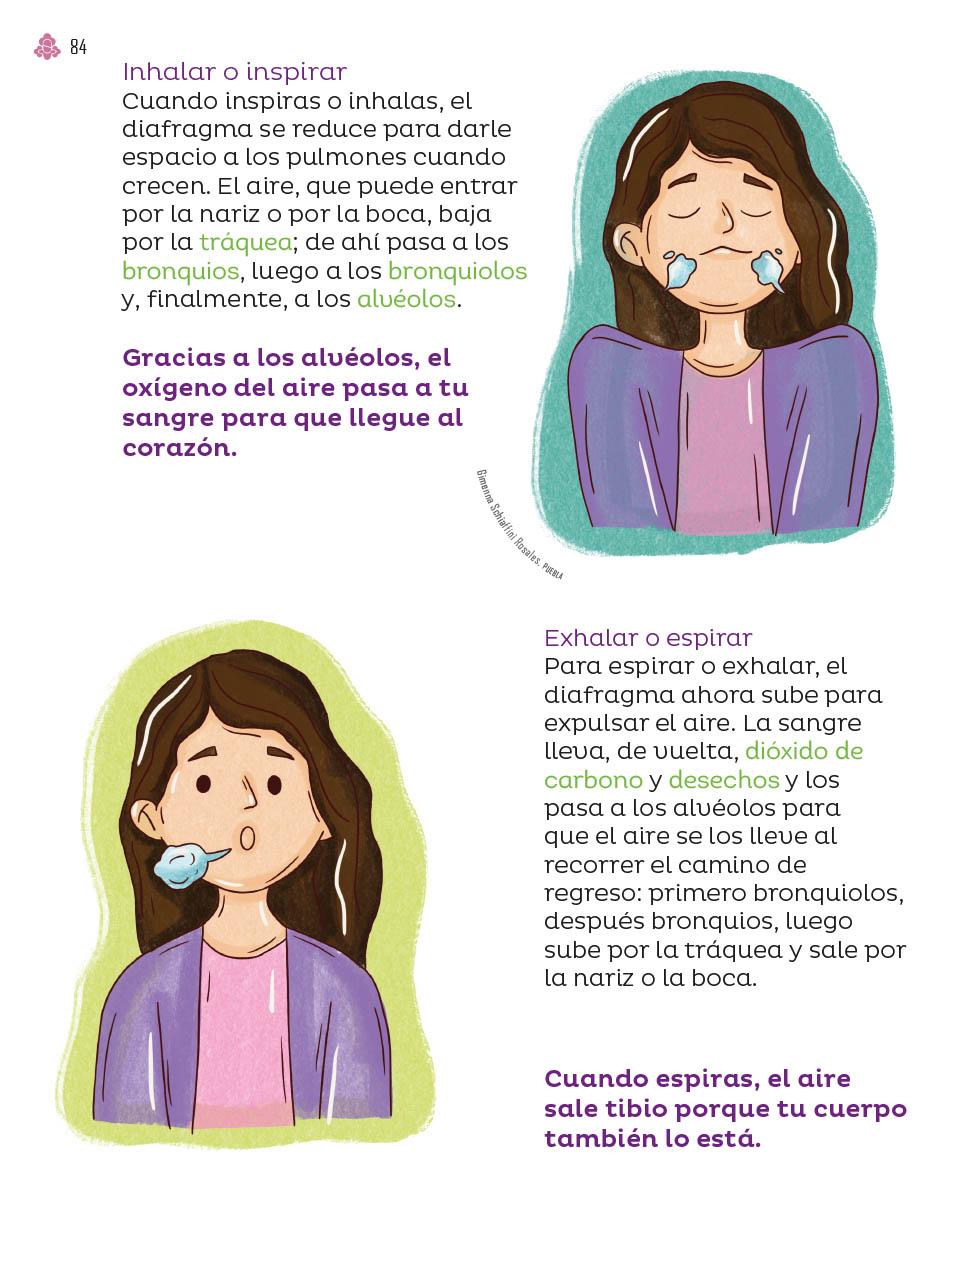 84
Inhalar o inspirar
Cuando inspiras o inhalas, el
diafragma se reduce para darle
espacio a los pulmones cuando
crecen. El aire, que puede entrar
por la nariz o por la boca, baja
por la tráquea; de ahí pasa a los
bronquios, luego a los bronquiolos
y, finalmente, a los alvéolos.
Gracias a los alvéolos, el
oxígeno del aire pasa a tu
sangre para que llegue al
corazón.
Gimenna Schiaffini Rosales, PUEBLA
Exhalar o espirar
Para espirar o exhalar, el
diafragma ahora sube para
expulsar el aire. La sangre
lleva, de vuelta, dióxido de
carbono y desechos y los
pasa a los alvéolos para
que el aire se los lleve al
recorrer el camino de
regreso: primero bronquiolos,
después bronquios, luego
sube por la tráquea y sale por
la nariz o la boca.
Cuando espiras, el aire
sale tibio porque tu cuerpo
también lo está.